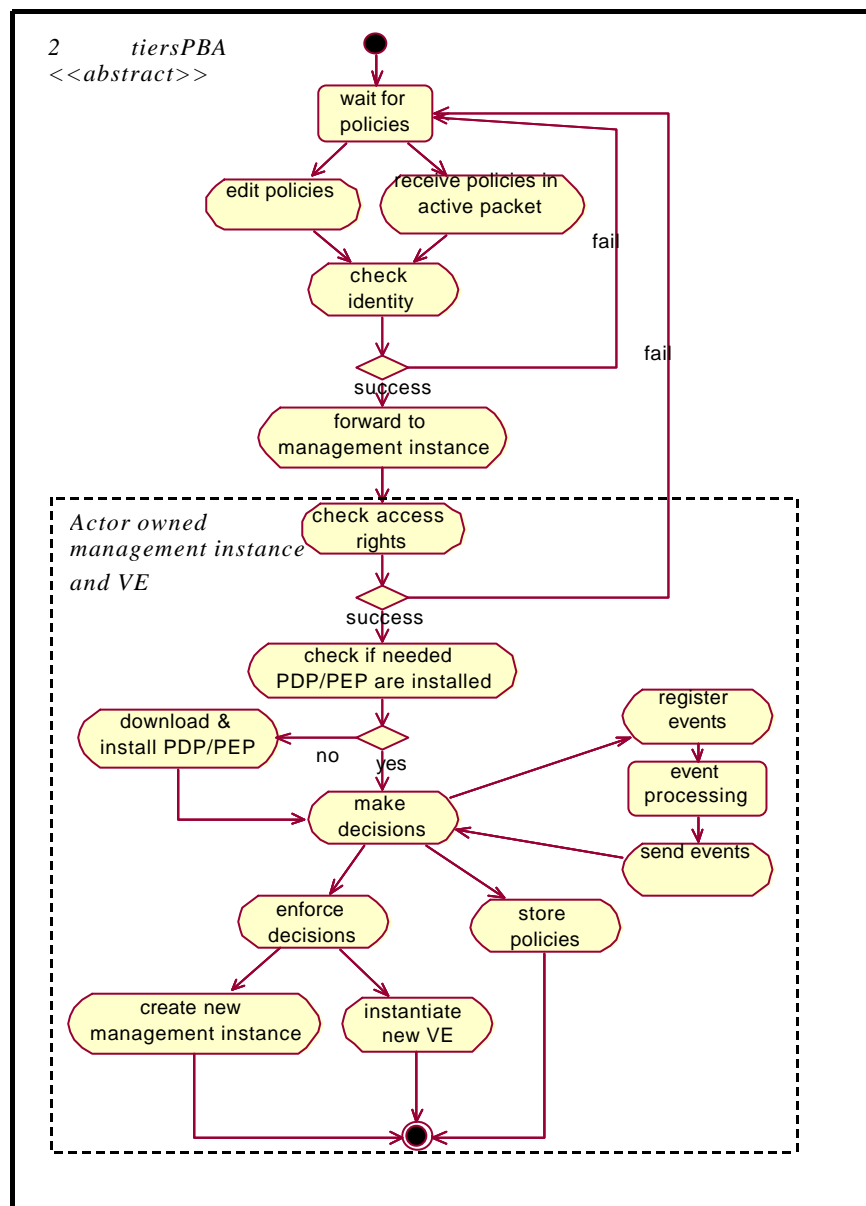 2 tiersPBA
<<abstract>>
wait for
policies
edit policies
receive policies in
active packet
fail
check
identity
fail
success
forward to
management instance
check access
rights
Actor owned
management instance
and VE
success
check if needed
PDP/PEP are installed
register
events
download &
install PDP/PEP
no
yes
event
processing
make
decisions
send events
enforce
decisions
store
policies
create new
management instance
instantiate
new VE